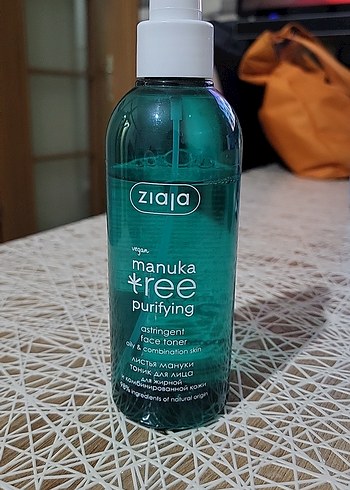 ziaja
vegan
manuka
tree
purifying
astringent
face toner
oily & combination skin
листья мануки
тоник для лица
для жирной
и комбинированной кожи
98% ingredients of natural origin